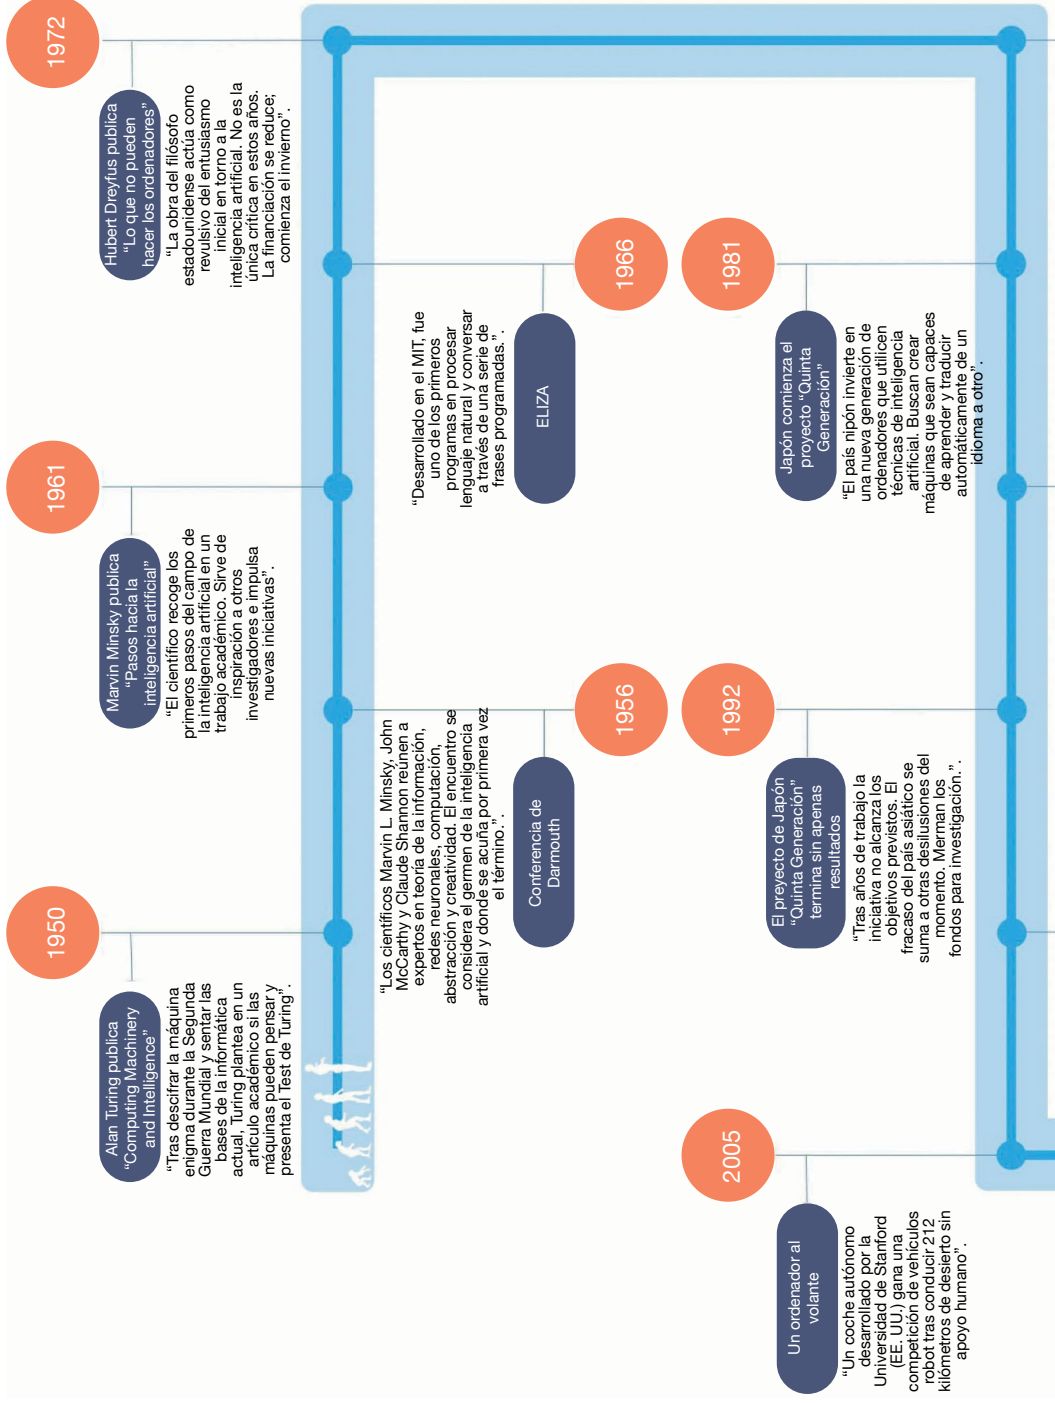 1950
Alan Turing publica
“Computing Machinery
and Intelligence”
“Tras descifrar la máquina
enigma durante la Segunda
Guerra Mundial y sentar las
bases de la informática
actual, Turing plantea en un
artículo académico si las
máquinas pueden pensar y
presenta el Test de Turing”.
1956
Conferencia de
Darmouth
“Los científicos Marvin L. Minsky, John
McCarthy y Claude Shannon reúnen a
expertos en teoría de la información,
redes neuronales, computación,
abstracción y creatividad. El encuentro se
considera el germen de la inteligencia
artificial y donde se acuña por primera vez
el término.”.
1961
Marvin Minsky publica
“Pasos hacia la
inteligencia artificial”
“El científico recoge los
primeros pasos del campo de
la inteligencia artificial en un
trabajo académico. Sirve de
inspiración a otros
investigadores e impulsa
nuevas iniciativas”.
1966
ELIZA
“Desarrollado en el MIT, fue
uno de los primeros
programas en procesar
lenguaje natural y conversar
a través de una serie de
frases programadas.”.
1972
Hubert Dreyfus publica
“Lo que no pueden
hacer los ordenadores”
“La obra del filósofo
estadounidense actúa como
revulsivo del entusiasmo
inicial en torno a la
inteligencia artificial. No es la
única crítica en estos años.
La financiación se reduce;
comienza el invierno”.
1981
Japón comienza el
proyecto “Quinta
Generación”
“El país nipón invierte en
una nueva generación de
ordenadores que utilicen
técnicas de inteligencia
artificial. Buscan crear
máquinas que sean capaces
de aprender y traducir
automáticamente de un
idioma a otro”.
1992
El preyecto de Japón
“Quinta Generación”
termina sin apenas
resultados
“Tras años de trabajo la
iniciativa no alcanza los
objetivos previstos. El
fracaso del país asiático se
suma a otras desilusiones del
momento. Merman los
fondos para investigación.”.
2005
Un ordenador al
volante
“Un coche autónomo
desarrollado por la
Universidad de Stanford
(EE. UU.) gana una
competición de vehículos
robot tras conducir 212
kilómetros de desierto sin
apoyo humano”.